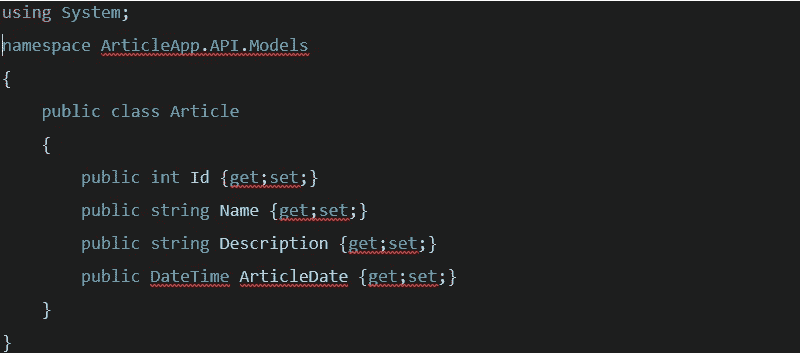 using System;
namespace ArticleApp.API.Models
{
    public class Article
    {
        public int Id {get;set;}
        public string Name {get;set;}
        public string Description {get;set;}
        public DateTime ArticleDate {get;set;}
    }
}